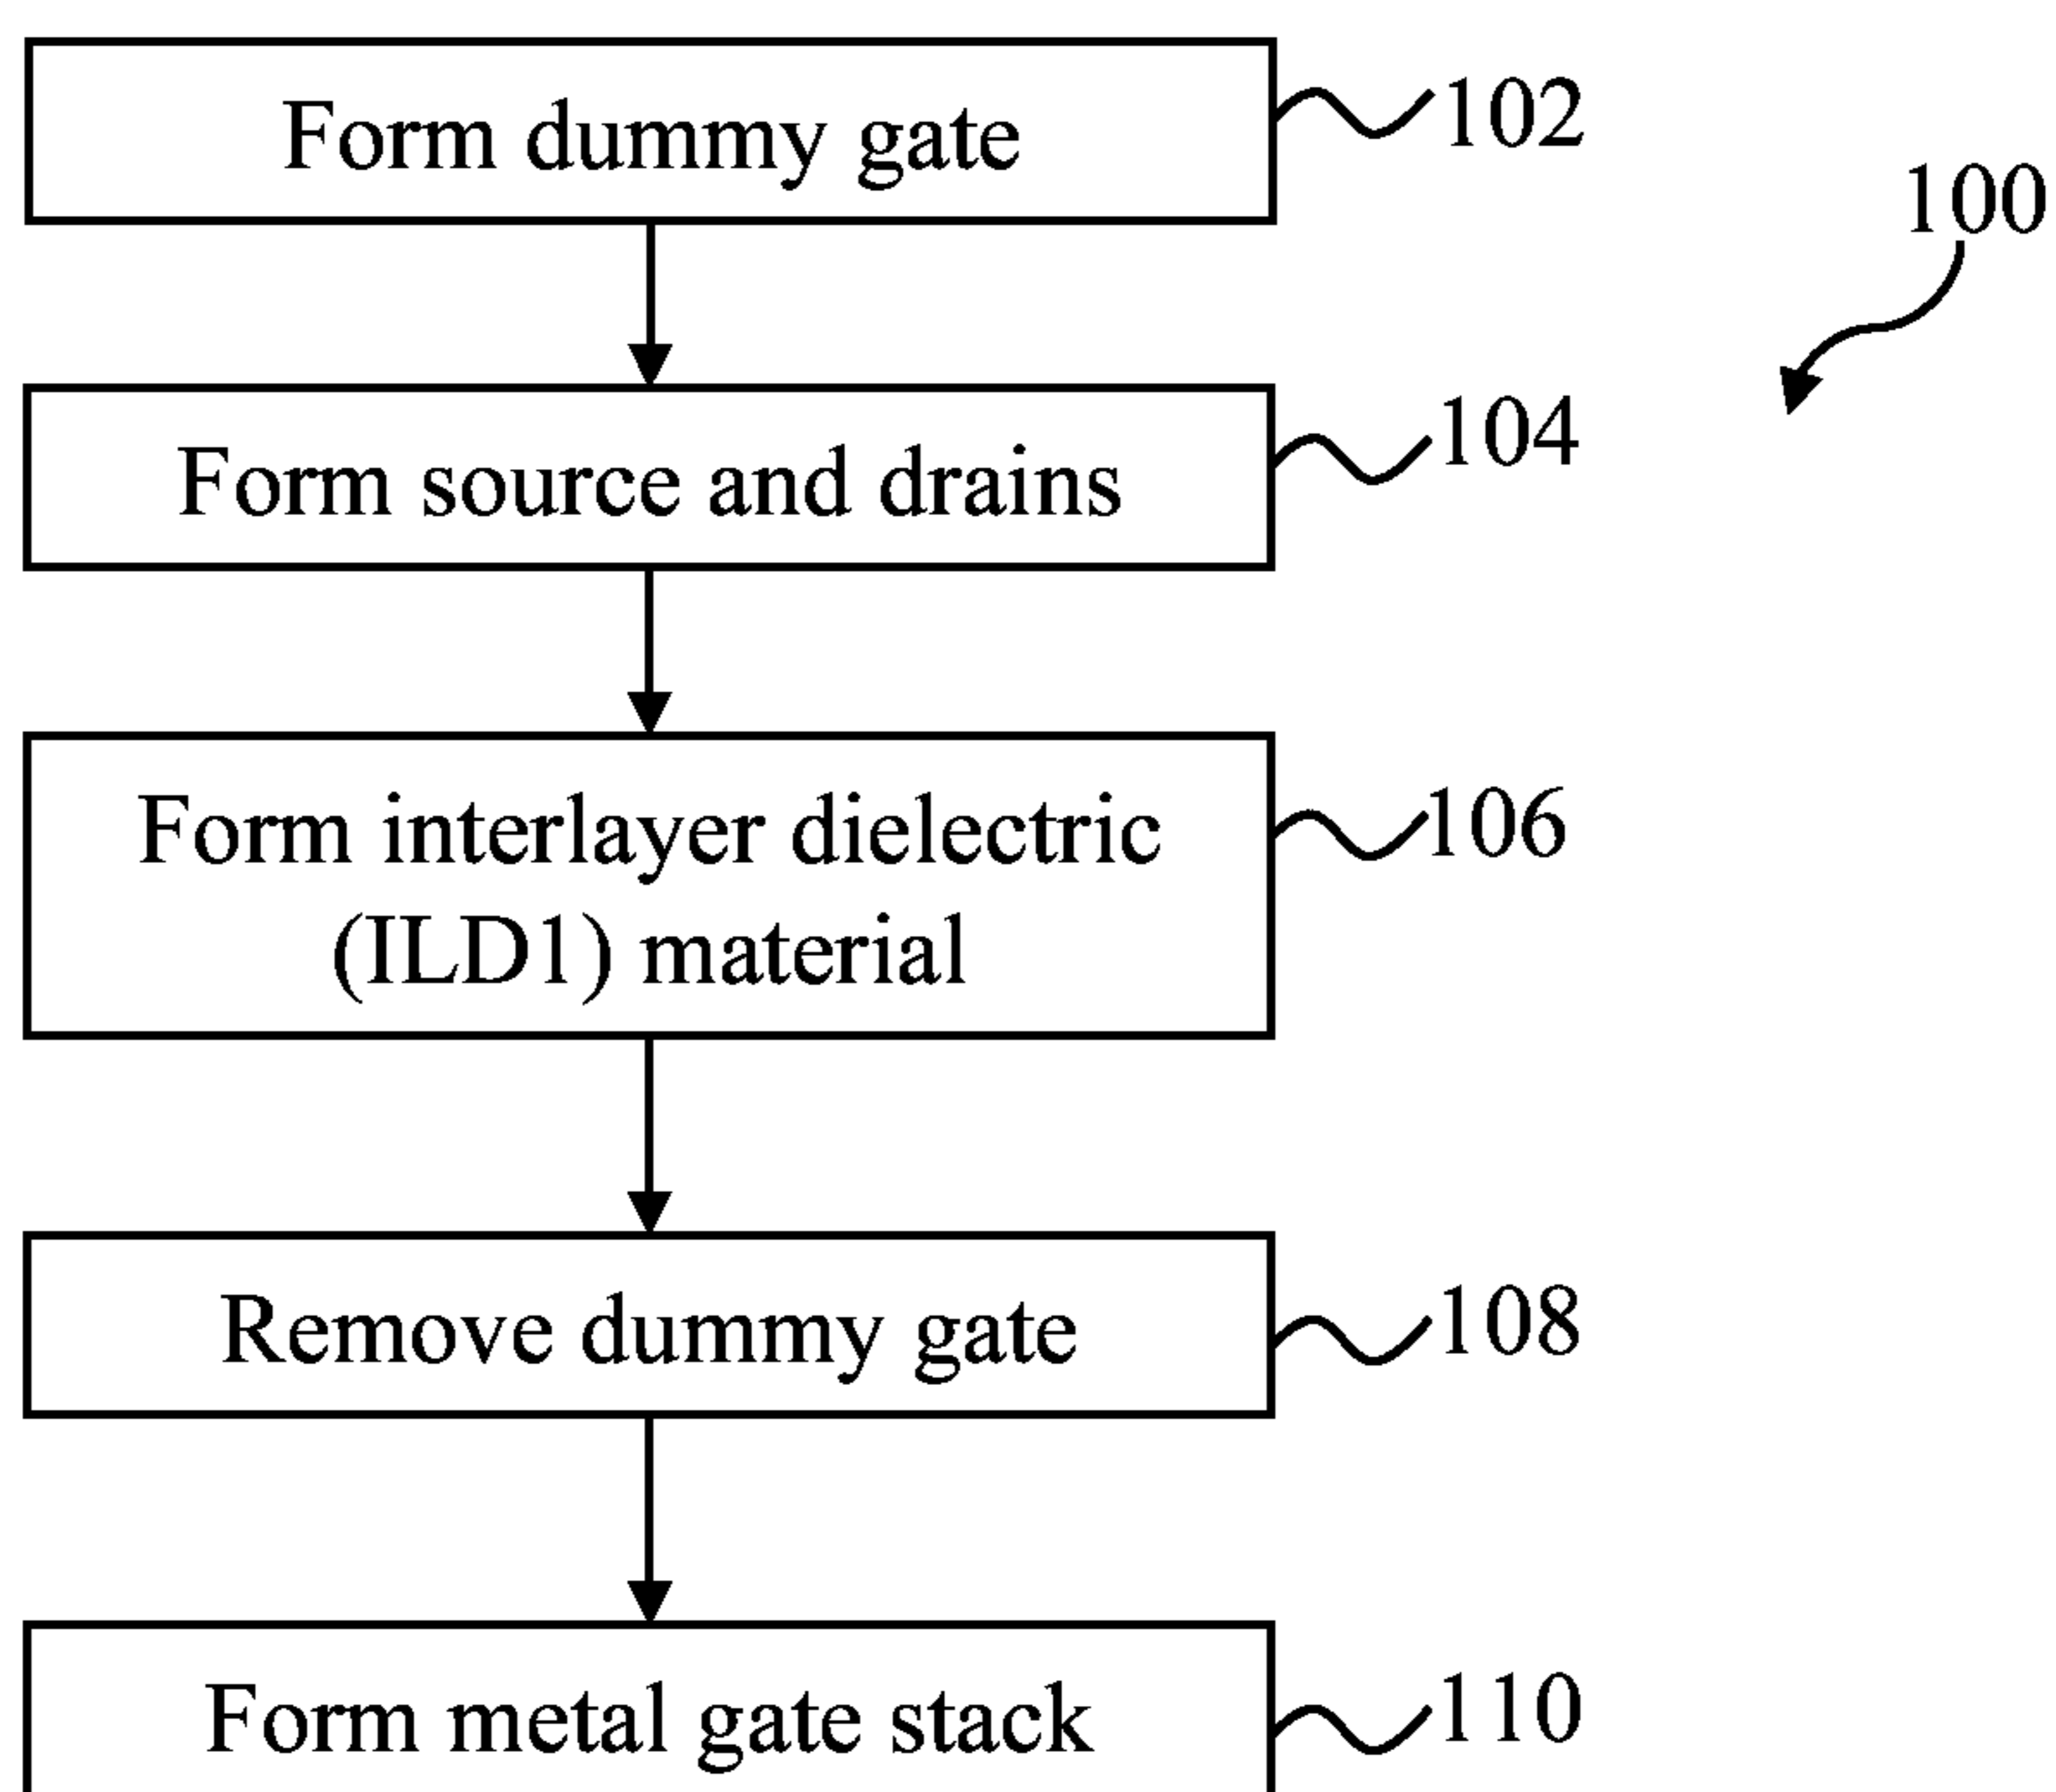 Form dummy gate
102
100
Form source and drains
104
Form interlayer dielectric
(ILD1) material
106
Remove dummy gate
108
Form metal gate stack
110